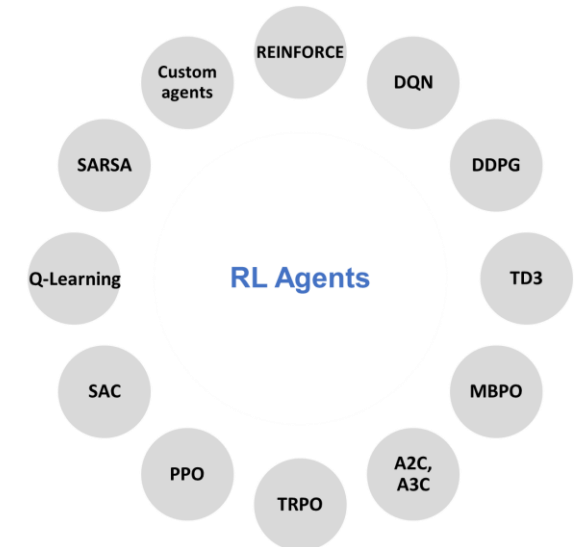 REINFORCE
DQN
DDPG
TD3
MBPO
A2C,
A3C
TRPO
PPO
SAC
Q-Learning
SARSA
Custom
agents
RL Agents